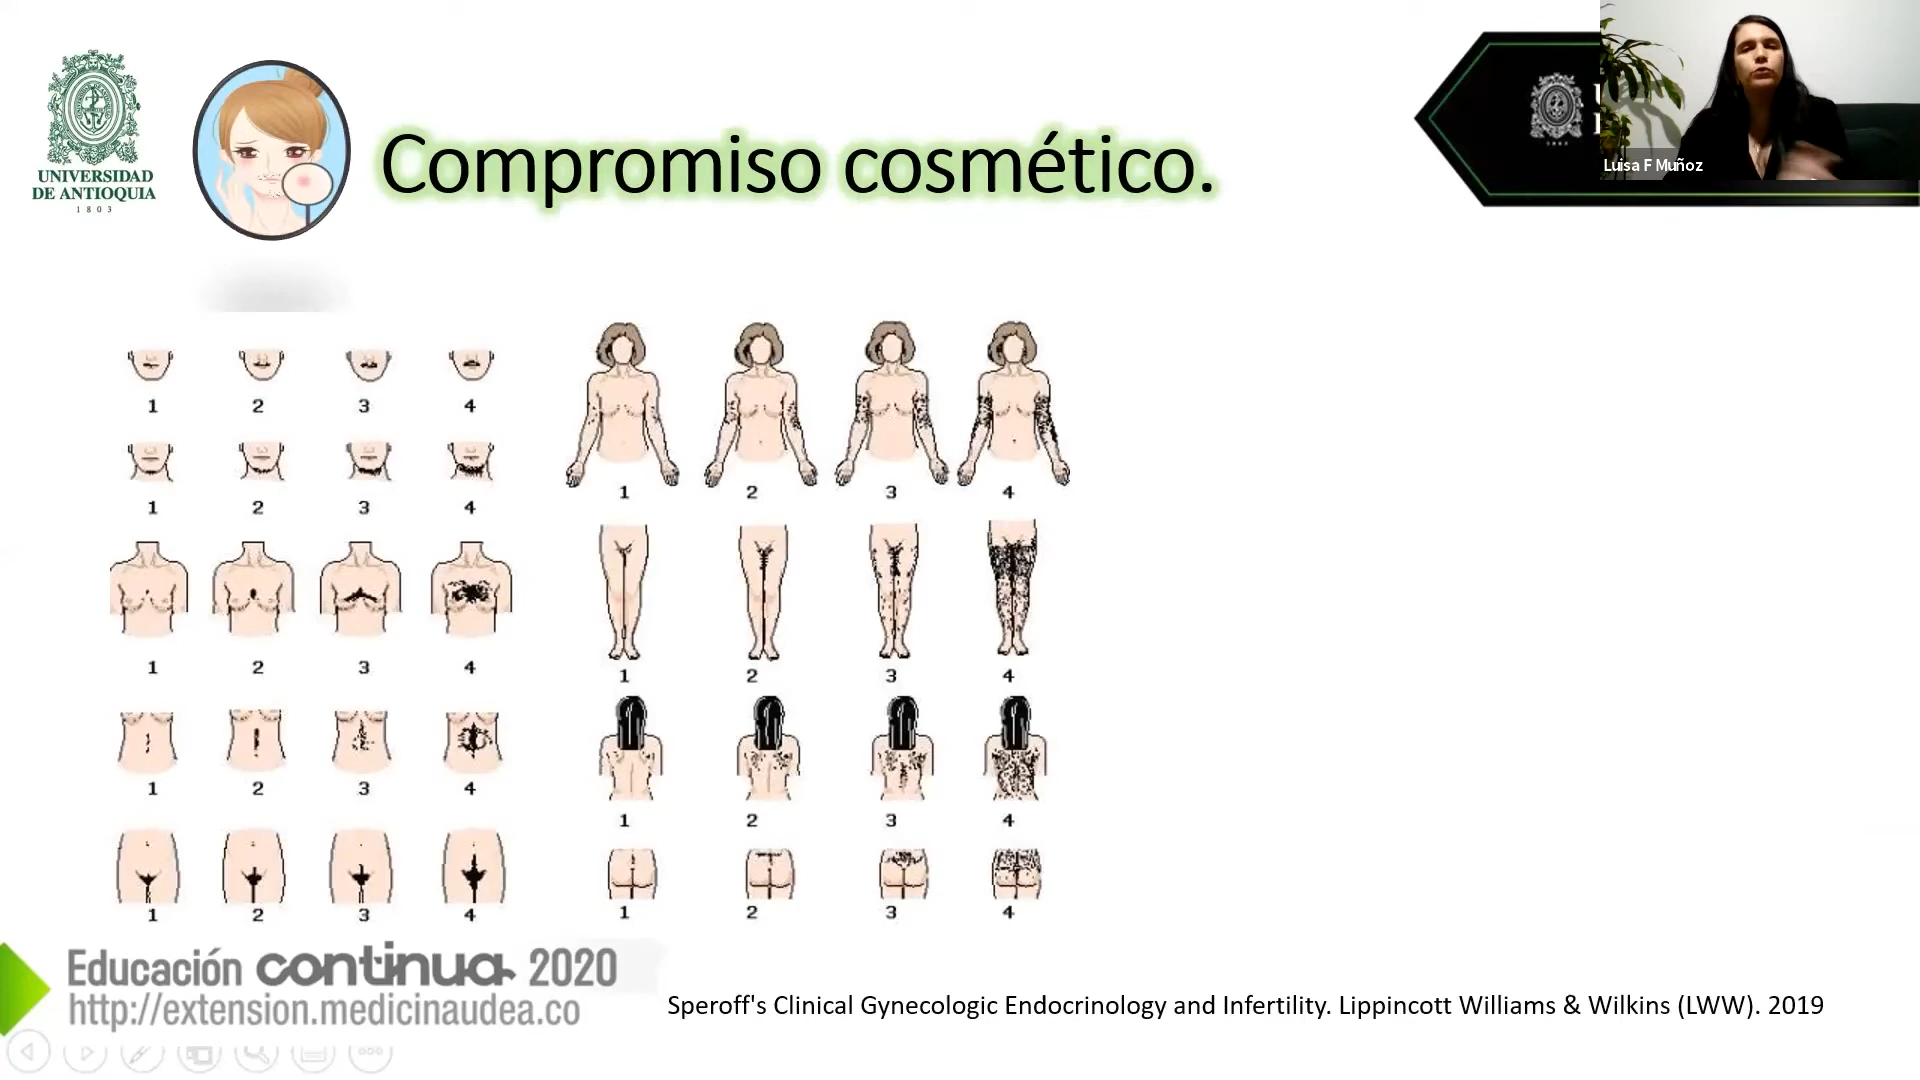 UNIVERSIDAD
DE ANTIOQUIA
1803
Compromiso cosmético.
Luisa F Muñoz
1 2 3 4
1 2 3 4
1 2 3 4
1 2 3 4
1 2 3 4
1 2 3 4
1 2 3 4
1 2 3 4
1 2 3 4
Educación continua 2020
http://extension.medicinaudea.co
Speroff's Clinical Gynecologic Endocrinology and Infertility. Lippincott Williams & Wilkins (LWW). 2019